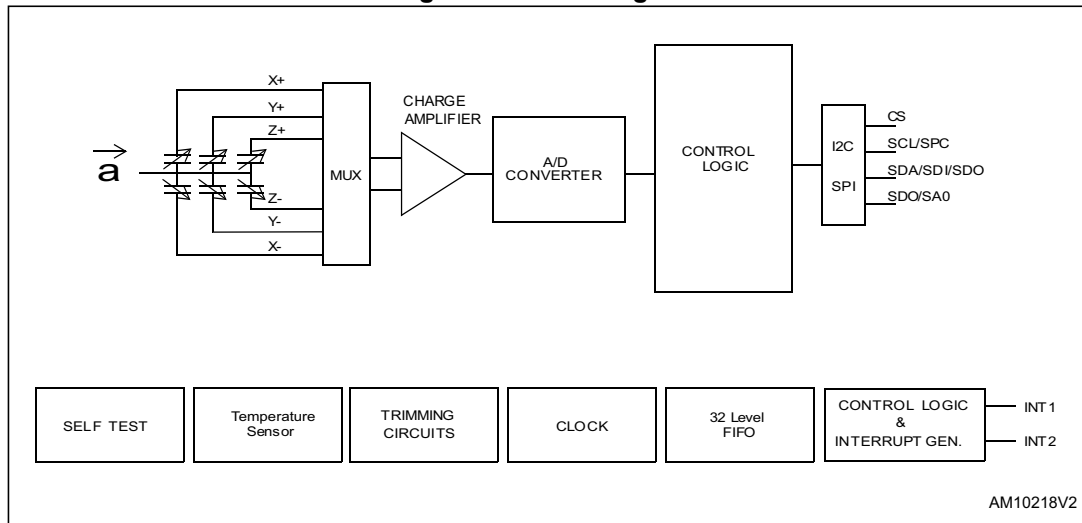 X+
Y+
Z+
a
Z-
Y-
X-
MUX
CHARGE
AMPLIFIER
A/D
CONVERTER
CONTROL
LOGIC
I2C
SPI
CS
SCL/SPC
SDA/SDI/SDO
SDO/SA0
SELF TEST
Temperature
Sensor
TRIMMING
CIRCUITS
CLOCK
32 Level
FIFO
CONTROL LOGIC
&
INTERRUPT GEN.
INT1
INT2
AM10218V2